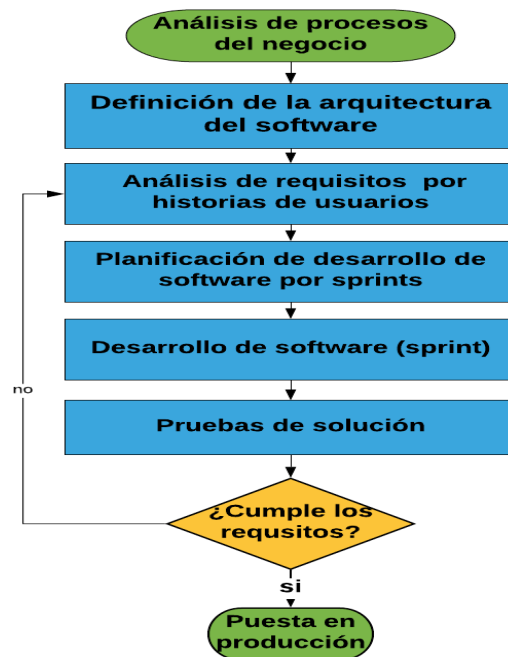 Análisis de procesos
del negocio
Definición de la arquitectura
del software
Análisis de requisitos por
historias de usuarios
Planificación de desarrollo de
software por sprints
Desarrollo de software (sprint)
no
Pruebas de solución
¿Cumple los
requsitos?
si
Puesta en
producción